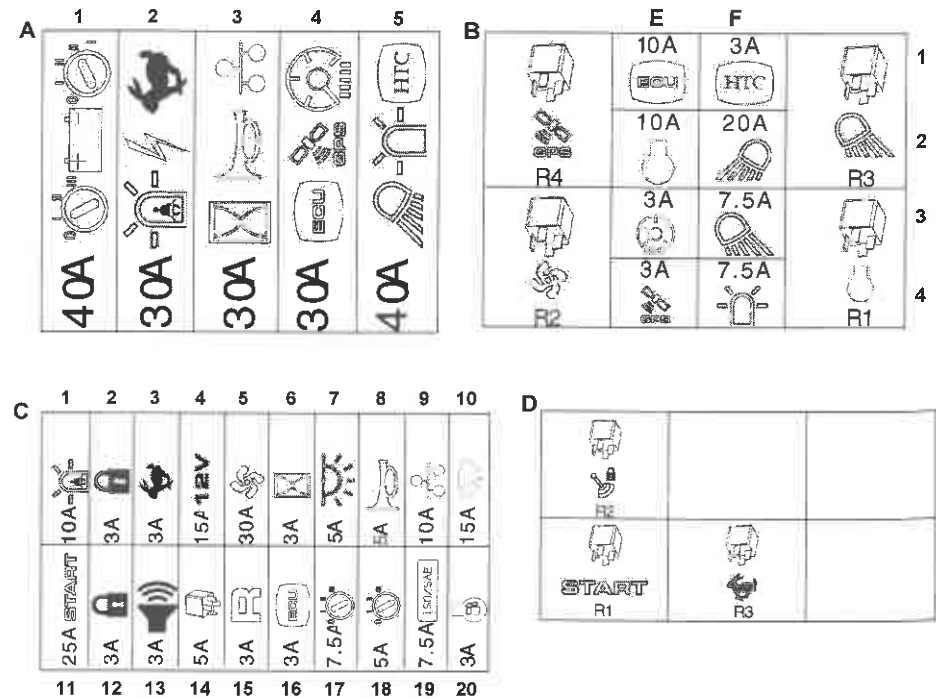 A
1 2 3 4 5
HTC
GPS
ECU
40A 30A 30A 30A 40A
B
E F
10A 3A
ECU HTC
1
10A 20A
GPS
2
R4 R3
3A 7.5A
3
3A 7.5A
GPS
4
R2 R1
C
1 2 3 4 5 6 7 8 9 10
12V
10A 3A 3A 15A 30A 3A 5A 5A 10A 15A
START R ECU ISO/SAE
25A 3A 3A 5A 3A 3A 7.5A 5A 7.5A 3A
11 12 13 14 15 16 17 18 19 20
D
R2
START
R1 R3